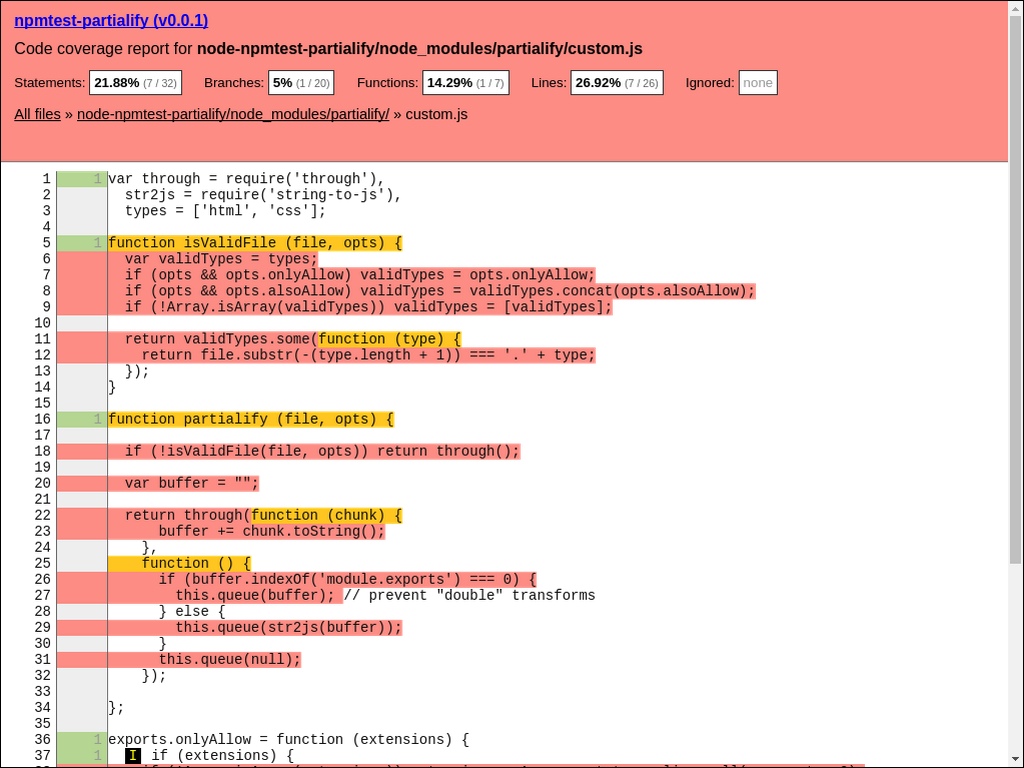 npmtest-partialify (v0.0.1)
Code coverage report for node-npmtest-partialify/node_modules/partialify/custom.js
Statements: 21.88% (7 / 32) Branches: 5% (1 / 20) Functions: 14.29% (1 / 7) Lines: 26.92% (7 / 26) Ignored: none
All files » node-npmtest-partialify/node_modules/partialify/ » custom.js
1 1 var through = require('through'),
2 str2js = require('string-to-js'),
3 types = ['html', 'css'];
4
5 1 function isValidFile (file, opts) {
6 var validTypes = types;
7 if (opts && opts.onlyAllow) validTypes = opts.onlyAllow;
8 if (opts && opts.alsoAllow) validTypes = validTypes.concat(opts.alsoAllow);
9 if (!Array.isArray(validTypes)) validTypes = [validTypes];
10
11 return validTypes.some(function (type) {
12 return file.substr(-(type.length + 1)) === '.' + type;
13 });
14 }
15
16 1 function partialify (file, opts) {
17
18 if (!isValidFile(file, opts)) return through();
19
20 var buffer = "";
21
22 return through(function (chunk) {
23 buffer += chunk.toString();
24 },
25 function () {
26 if (buffer.indexOf('module.exports') === 0) {
27 this.queue(buffer); // prevent "double" transforms
28 } else {
29 this.queue(str2js(buffer));
30 }
31 this.queue(null);
32 });
33
34 };
35
36 1 exports.onlyAllow = function (extensions) {
37 1 I if (extensions) {